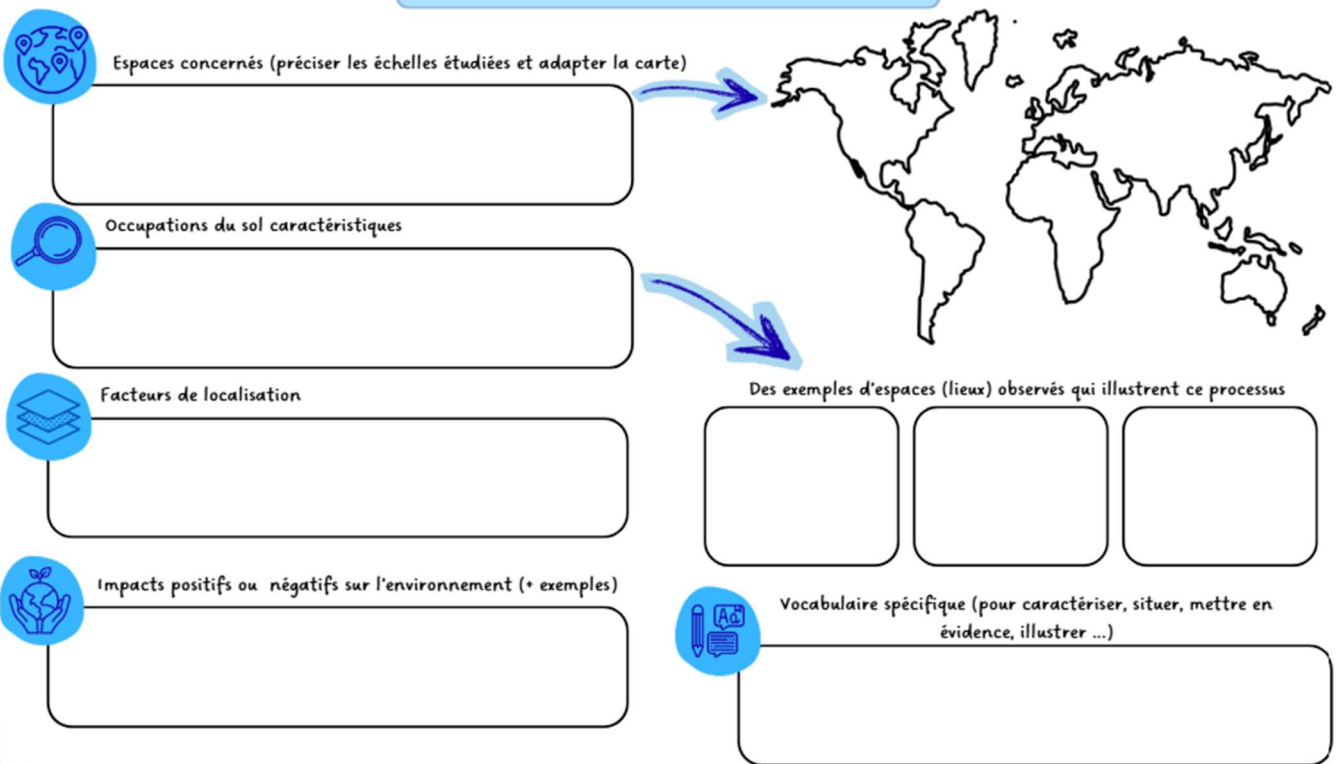 Espaces concernés (préciser les échelles étudiées et adapter la carte)
Occupations du sol caractéristiques
Facteurs de localisation
Des exemples d'espaces (lieux) observés qui illustrent ce processus
Impacts positifs ou négatifs sur l'environnement (+ exemples)
Vocabulaire spécifique (pour caractériser, situer, mettre en
évidence, illustrer ...)
Ad